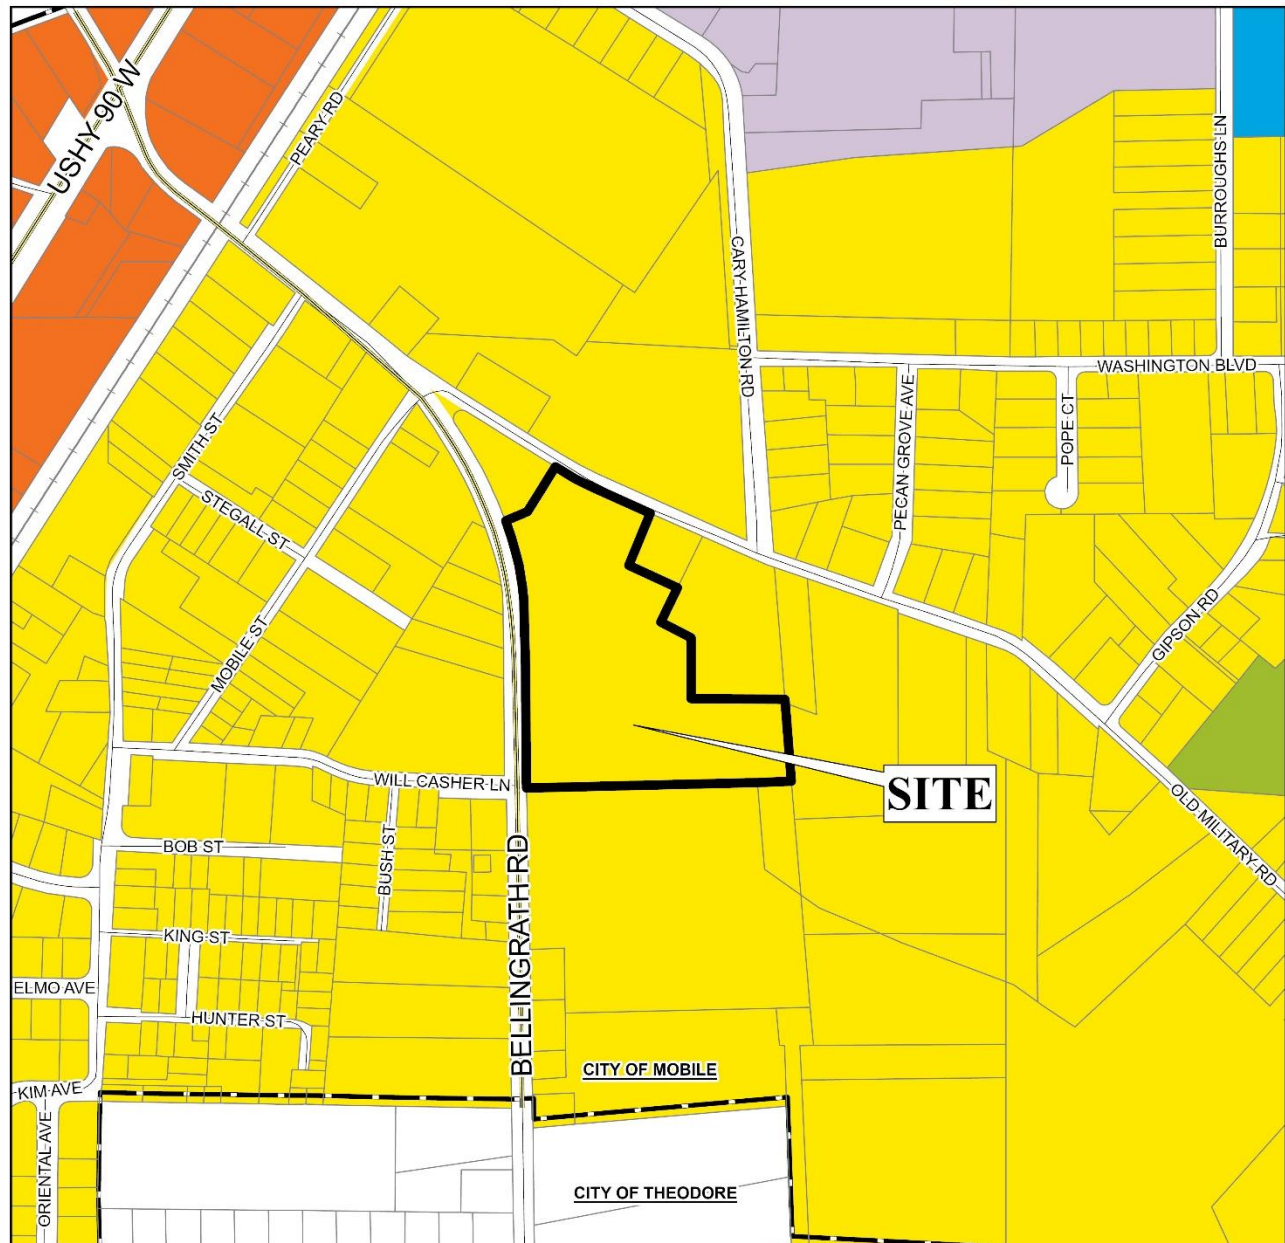 USHY 90 W
PEARY RD
BURROUGHS LN
CARY HAMILTON RD
WASHINGTON BLVD
SMITH ST
PECAN GROVE AVE
POPE CT
STEGALL ST
GIPSON RD
MOBILE ST
WILL CASHER LN
SITE
OLD MILITARY RD
BOB ST
BUSH ST
BELLINGRATH RD
KING ST
ELMO AVE
HUNTER ST
CITY OF MOBILE
KIM AVE
ORIENTAL AVE
CITY OF THEODORE